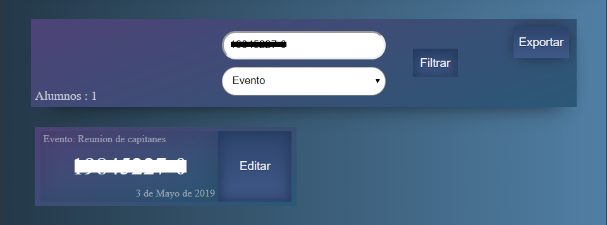 Exportar
Filtrar
Evento
Alumnos : 1
Evento: Reunion de capitanes
Editar
3 de Mayo de 2019